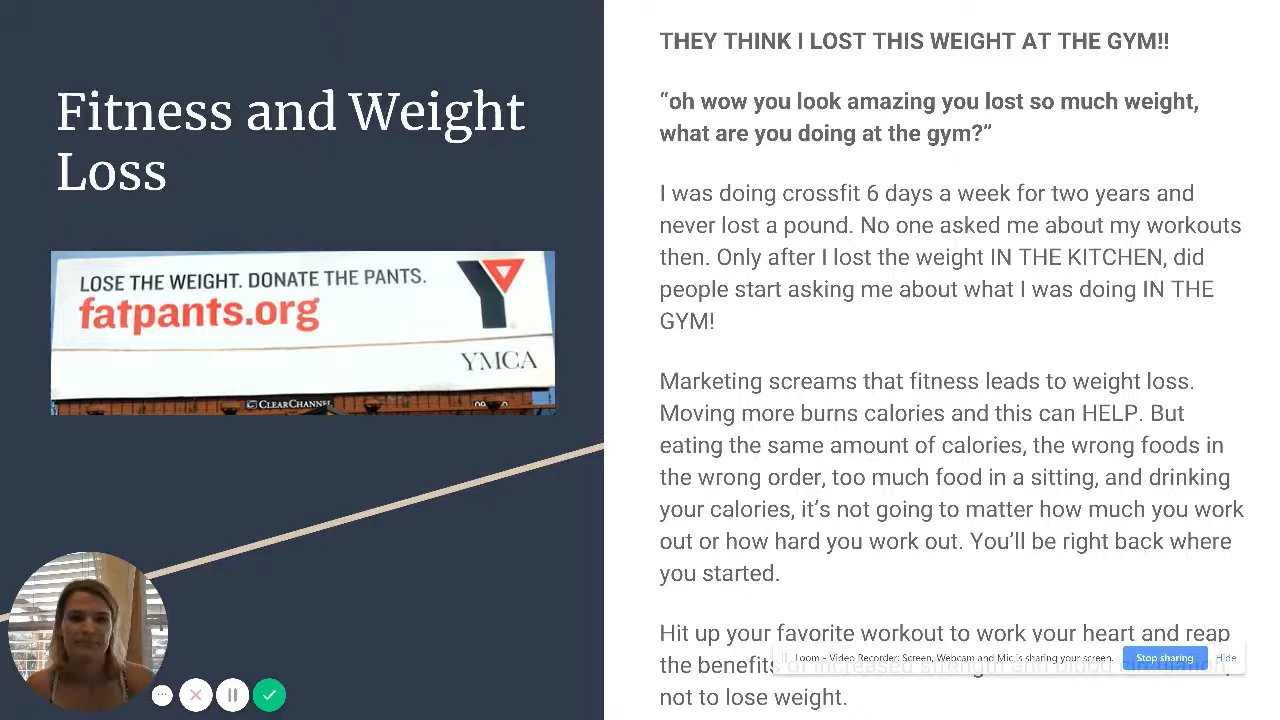 Fitness and Weight
Loss
LOSE THE WEIGHT. DONATE THE PANTS.
fatpants.org
YMCA
CLEARCHANNEL
THEY THINK I LOST THIS WEIGHT AT THE GYM!!
“oh wow you look amazing you lost so much weight,
what are you doing at the gym?”
I was doing crossfit 6 days a week for two years and
never lost a pound. No one asked me about my workouts
then. Only after I lost the weight IN THE KITCHEN, did
people start asking me about what I was doing IN THE
GYM!
Marketing screams that fitness leads to weight loss.
Moving more burns calories and this can HELP. But
eating the same amount of calories, the wrong foods in
the wrong order, too much food in a sitting, and drinking
your calories, it’s not going to matter how much you work
out or how hard you work out. You’ll be right back where
you started.
Hit up your favorite workout to work your heart and reap
the benefits of increased strength and blood circulation,
not to lose weight.
Loom - Video Recorder: Screen, Webcam and Mic is sharing your screen.
Stop sharing
Hide